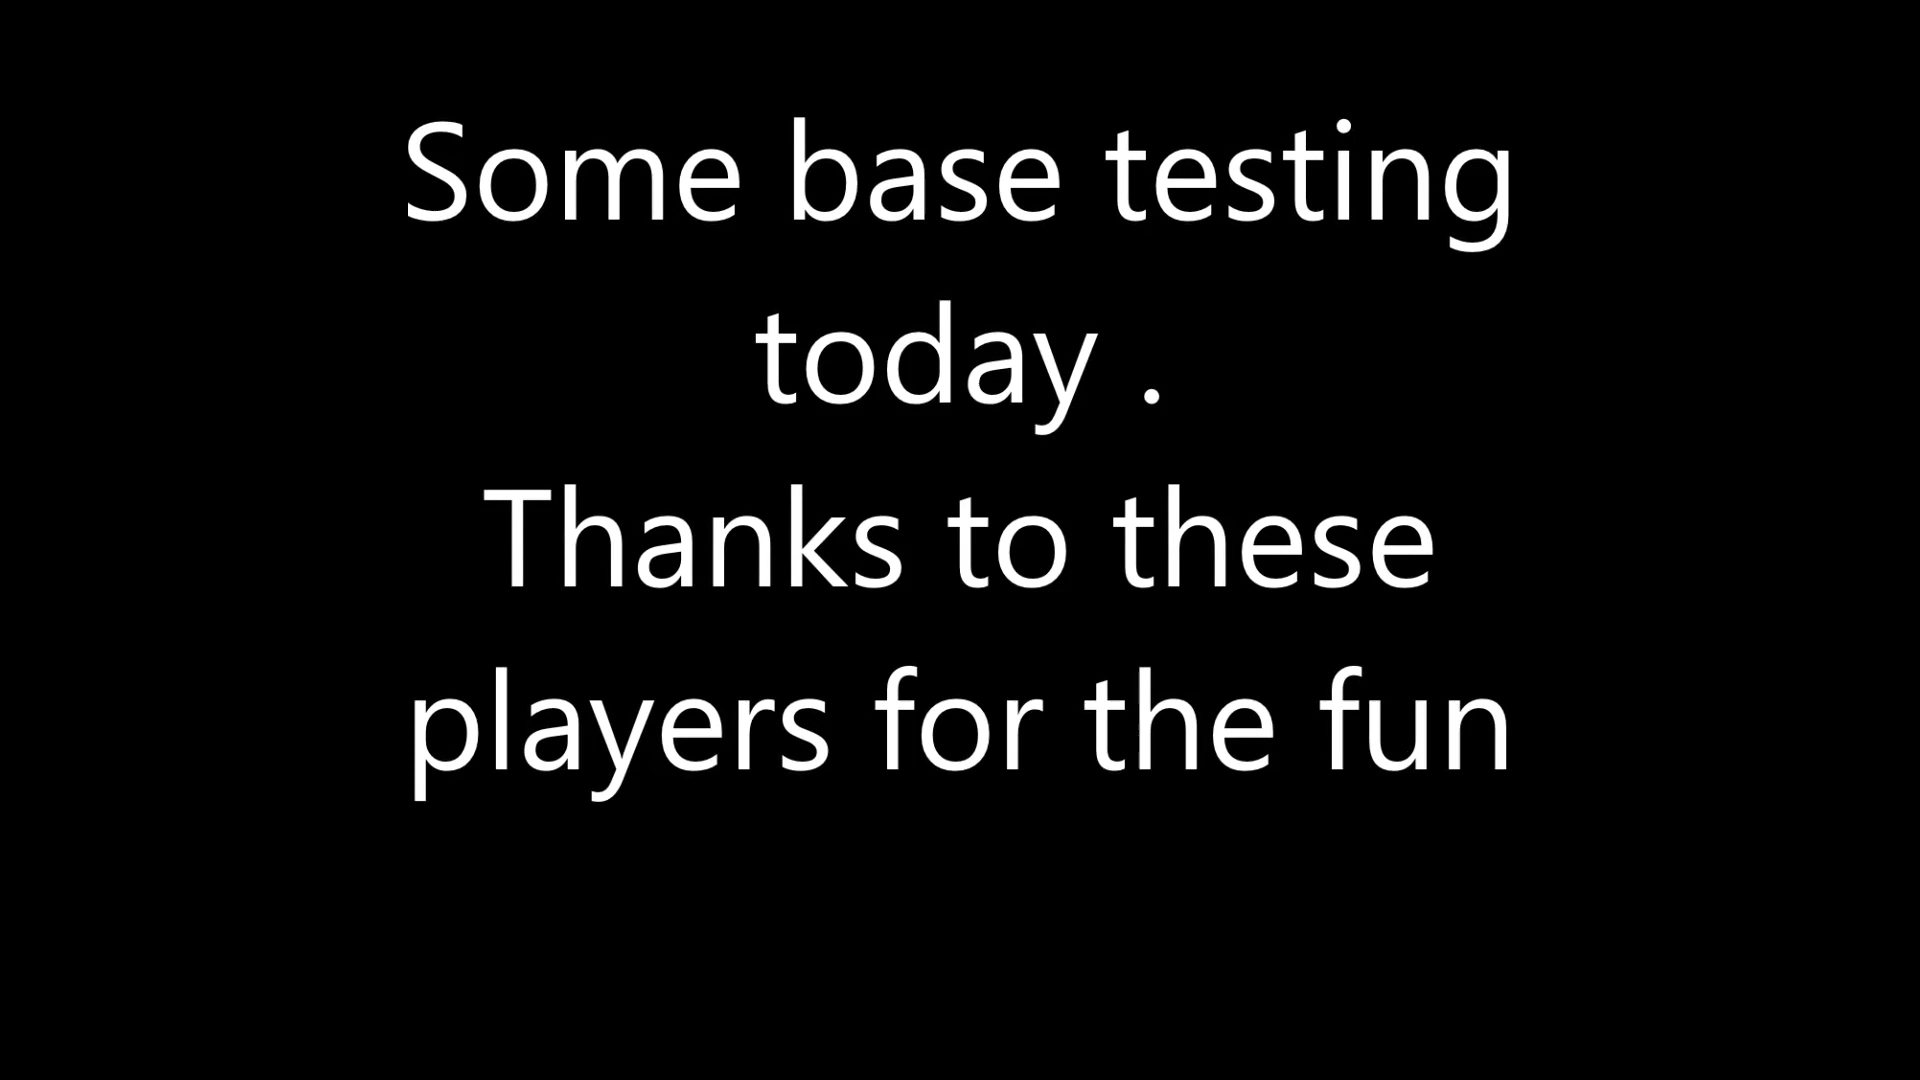 Some base testing
today .
Thanks to these
players for the fun